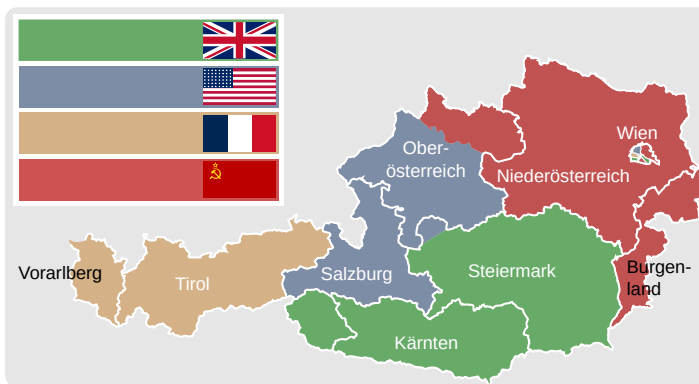 Wien
Ober-
österreich
Niederösterreich
Vorarlberg
Tirol
Salzburg
Steiermark
Burgen-
land
Kärnten